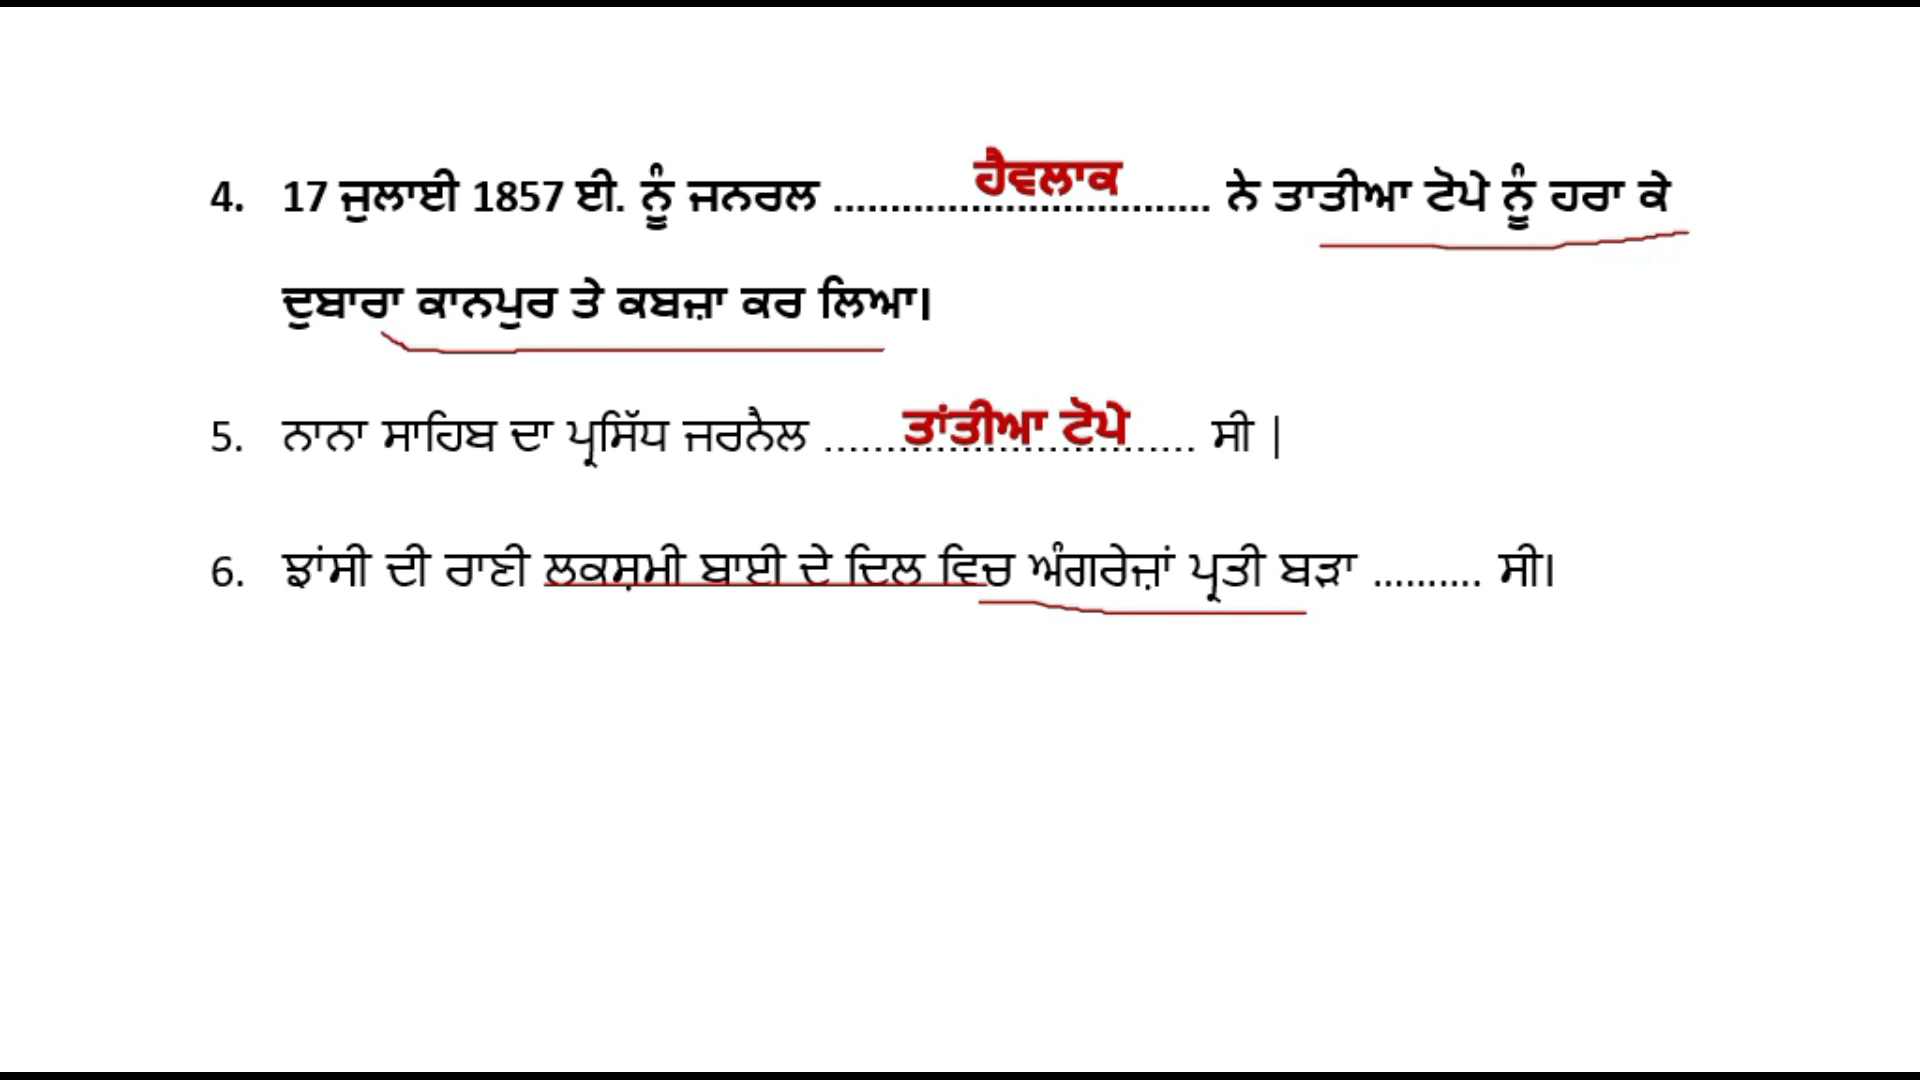 4. 17 ਜੁਲਾਈ 1857 ਈ. ਨੂੰ ਜਨਰਲ ......ਹੈਵਲਾਕ...... ਨੇ ਤਾਤੀਆ ਟੋਪੇ ਨੂੰ ਹਰਾ ਕੇ
ਦੁਬਾਰਾ ਕਾਨਪੁਰ ਤੇ ਕਬਜ਼ਾ ਕਰ ਲਿਆ।
5. ਨਾਨਾ ਸਾਹਿਬ ਦਾ ਪ੍ਰਸਿੱਧ ਜਰਨੈਲ ......ਤਾਂਤੀਆ ਟੋਪੇ...... ਸੀ |
6. ਝਾਂਸੀ ਦੀ ਰਾਣੀ ਲਕਸ਼ਮੀ ਬਾਈ ਦੇ ਦਿਲ ਵਿਚ ਅੰਗਰੇਜ਼ਾਂ ਪ੍ਰਤੀ ਬੜਾ .......... ਸੀ।